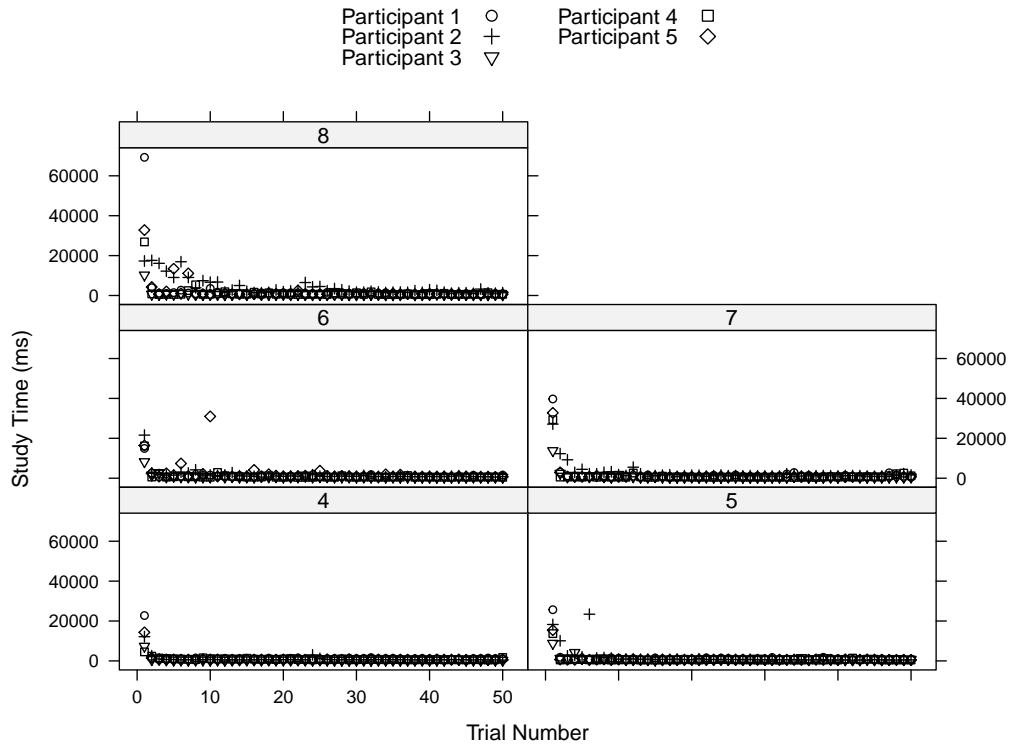 Participant 1 Participant 4
Participant 2 Participant 5
Participant 3
8
60000
40000
20000
0
6 7
60000
40000
20000
0
4 5
60000
40000
20000
0
0 10 20 30 40 50
Study Time (ms)
Trial Number